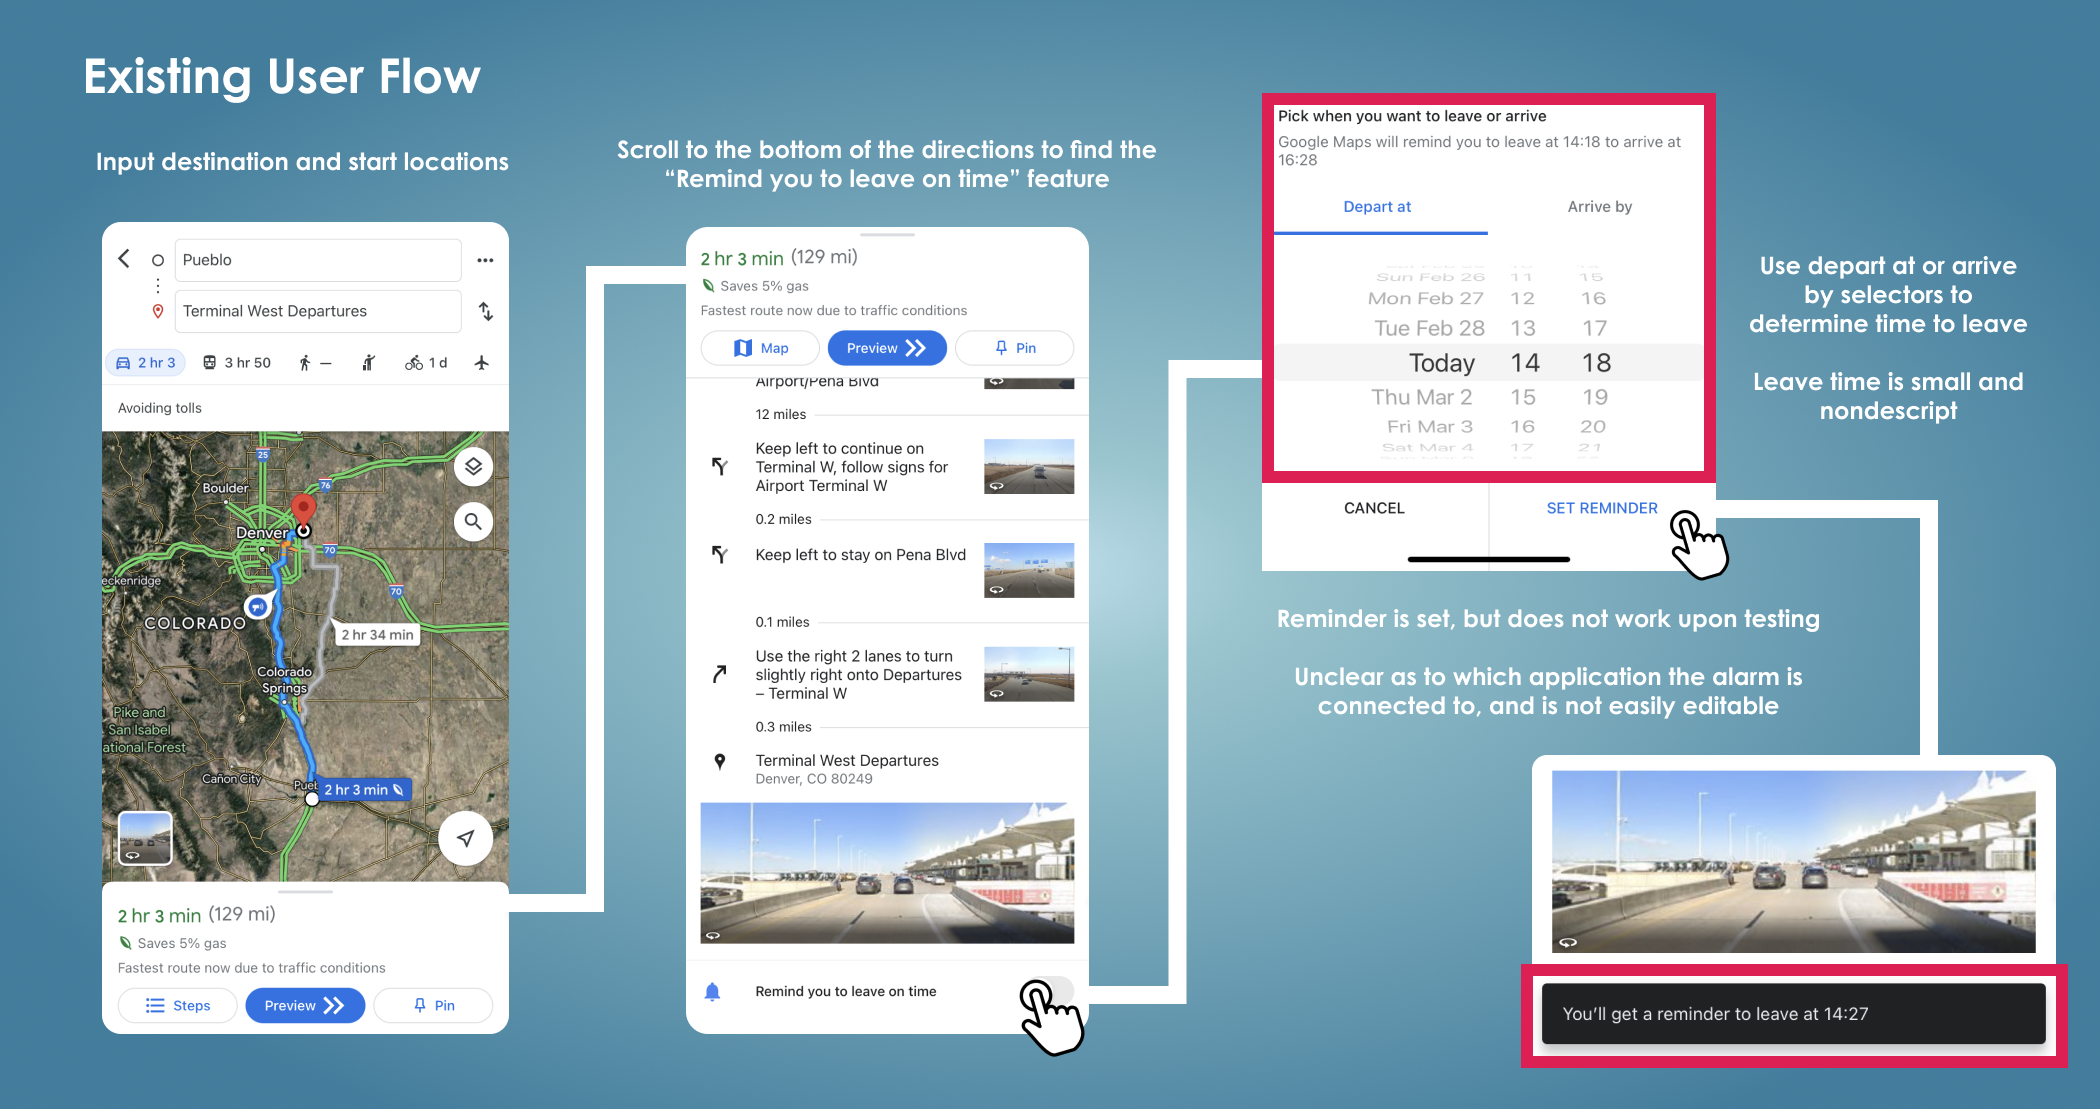 Existing User Flow
Input destination and start locations
Pueblo
Terminal West Departures
2 hr 3
3 hr 50
—
1 d
Avoiding tolls
25
76
Boulder
Denver
70
70
eckenridge
COLORADO
2 hr 34 min
Colorado
Springs
Pike and
San Isabel
ational Forest
Cañon City
Puet
2 hr 3 min
2 hr 3 min (129 mi)
Saves 5% gas
Fastest route now due to traffic conditions
Steps
Preview
Pin
Scroll to the bottom of the directions to find the
“Remind you to leave on time” feature
2 hr 3 min (129 mi)
Saves 5% gas
Fastest route now due to traffic conditions
Map
Preview
Pin
Airport/Pena Blvd
12 miles
Keep left to continue on
Terminal W, follow signs for
Airport Terminal W
0.2 miles
Keep left to stay on Pena Blvd
0.1 miles
Use the right 2 lanes to turn
slightly right onto Departures
– Terminal W
0.3 miles
Terminal West Departures
Denver, CO 80249
Remind you to leave on time
Pick when you want to leave or arrive
Google Maps will remind you to leave at 14:18 to arrive at
16:28
Depart at
Arrive by
Sun Feb 26 11 15
Mon Feb 27 12 16
Tue Feb 28 13 17
Today 14 18
Thu Mar 2 15 19
Fri Mar 3 16 20
Sat Mar 4 17 21
CANCEL
SET REMINDER
Use depart at or arrive
by selectors to
determine time to leave
Leave time is small and
nondescript
Reminder is set, but does not work upon testing
Unclear as to which application the alarm is
connected to, and is not easily editable
You’ll get a reminder to leave at 14:27